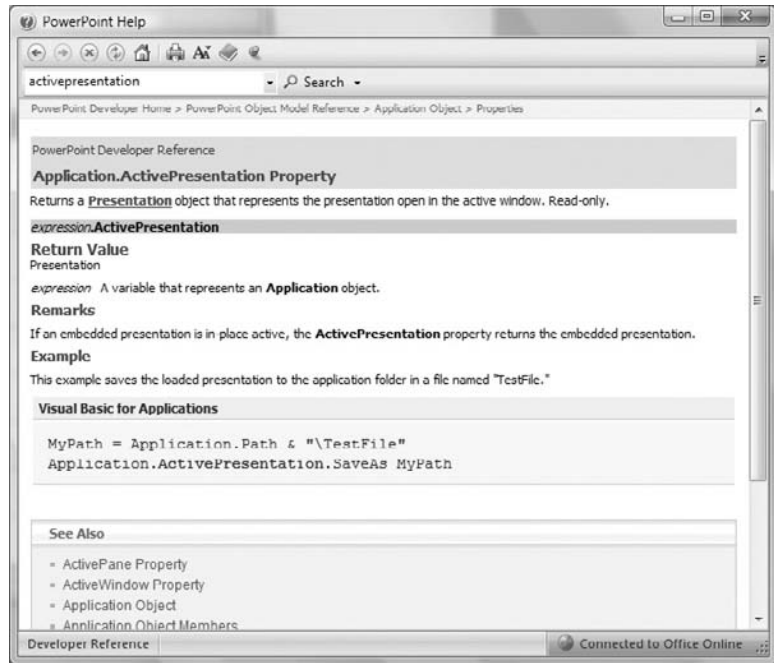 PowerPoint Help
activepresentation
Search
PowerPoint Developer Home > PowerPoint Object Model Reference > Application Object > Properties
PowerPoint Developer Reference
Application.ActivePresentation Property
Returns a Presentation object that represents the presentation open in the active window. Read-only.
expression.ActivePresentation
Return Value
Presentation
expression A variable that represents an Application object.
Remarks
If an embedded presentation is in-place active, the ActivePresentation property returns the embedded presentation.
Example
This example saves the loaded presentation to the application folder in a file named "TestFile."
Visual Basic for Applications
MyPath = Application.Path & "\TestFile"
Application.ActivePresentation.SaveAs MyPath
See Also
ActivePane Property
ActiveWindow Property
Application Object
Application Object Members
Developer Reference
Connected to Office Online